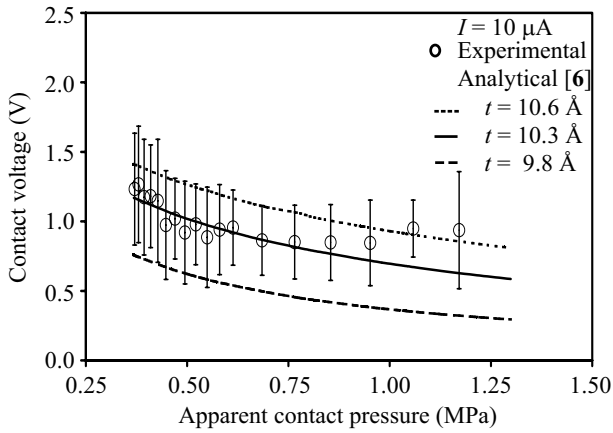 I = 10 µA
Experimental
Analytical [6]
t = 10.6 Å
t = 10.3 Å
t = 9.8 Å
2.5
2.0
1.5
1.0
0.5
0.0
Contact voltage (V)
0.25 0.50 0.75 1.00 1.25 1.50
Apparent contact pressure (MPa)